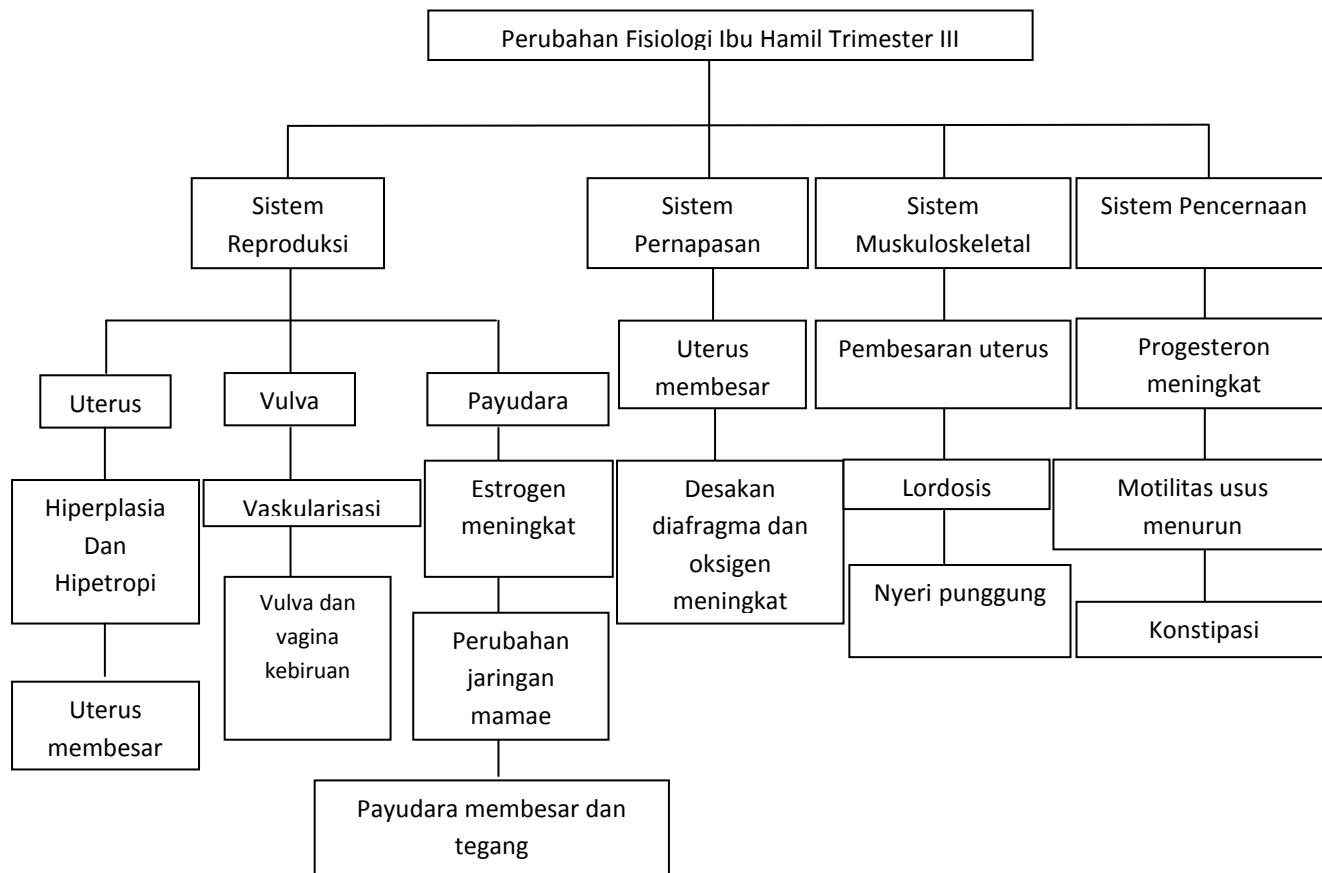 Perubahan Fisiologi Ibu Hamil Trimester III
Sistem
Reproduksi
Sistem
Pernapasan
Sistem
Muskuloskeletal
Sistem Pencernaan
Uterus
Vulva
Payudara
Uterus
membesar
Pembesaran uterus
Progesteron
meningkat
Hiperplasia
Dan
Hipetropi
Vaskularisasi
Estrogen
meningkat
Desakan
diafragma dan
oksigen
meningkat
Lordosis
Motilitas usus
menurun
Vulva dan
vagina
kebiruan
Perubahan
jaringan
mamae
Nyeri punggung
Konstipasi
Uterus
membesar
Payudara membesar dan
tegang